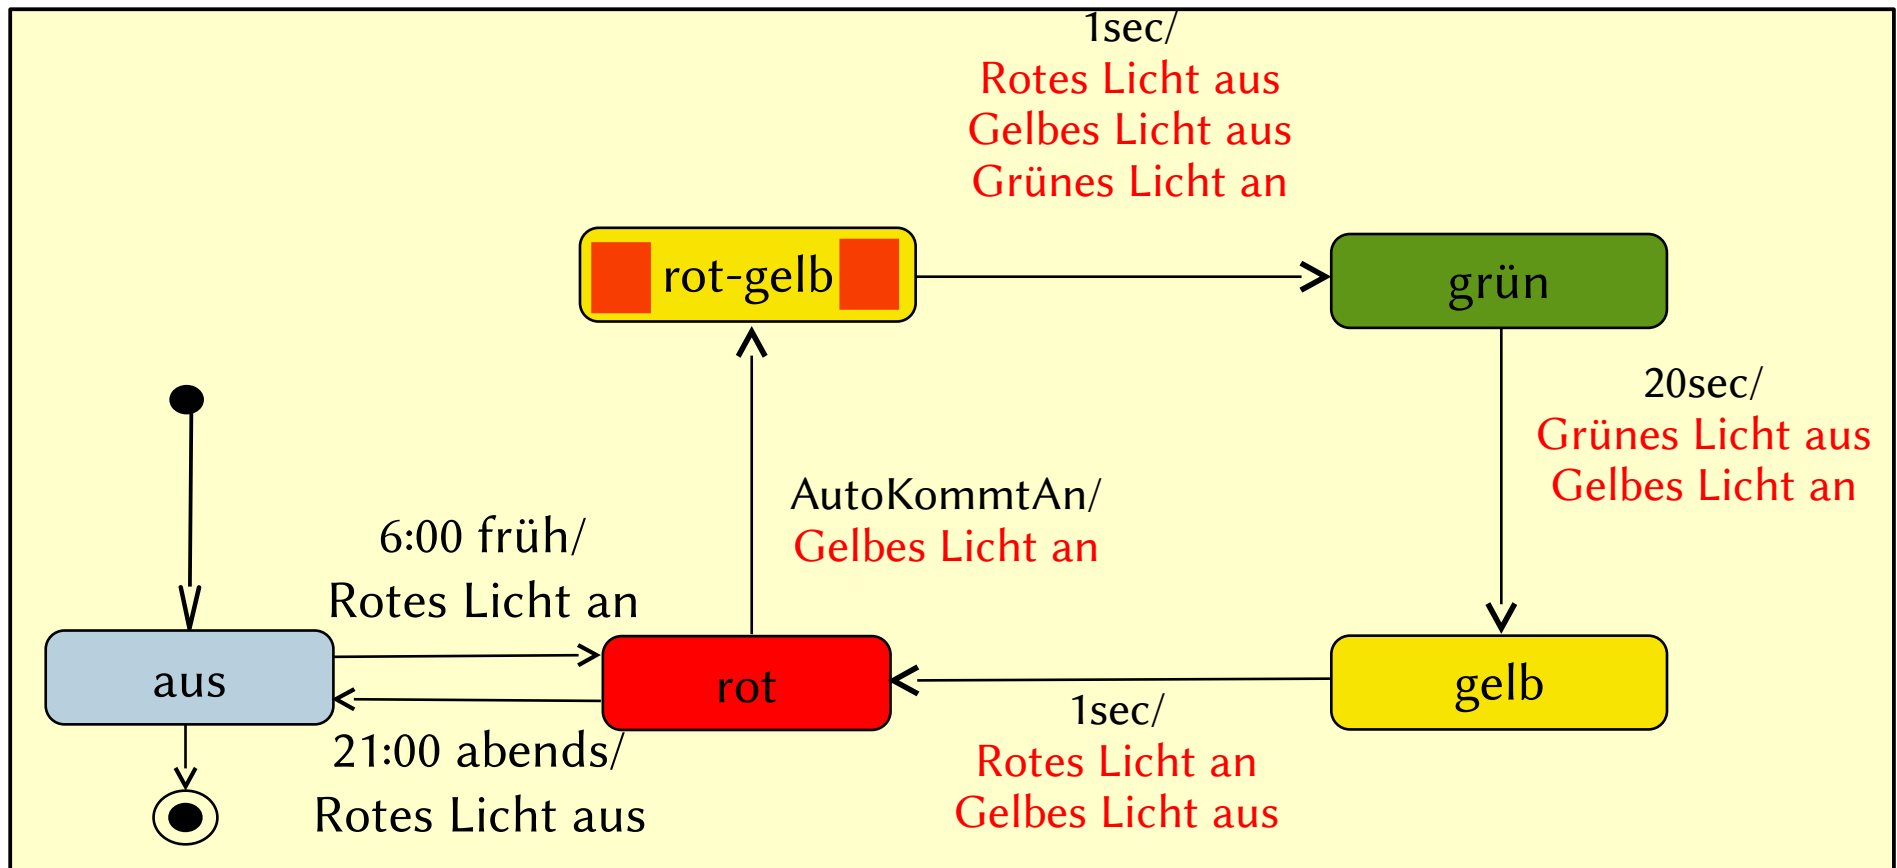 1sec/
Rotes Licht aus
Gelbes Licht aus
Grünes Licht an
rot-gelb
grün
20sec/
Grünes Licht aus
Gelbes Licht an
AutoKommtAn/
Gelbes Licht an
6:00 früh/
Rotes Licht an
aus
rot
gelb
21:00 abends/
Rotes Licht aus
1sec/
Rotes Licht an
Gelbes Licht aus